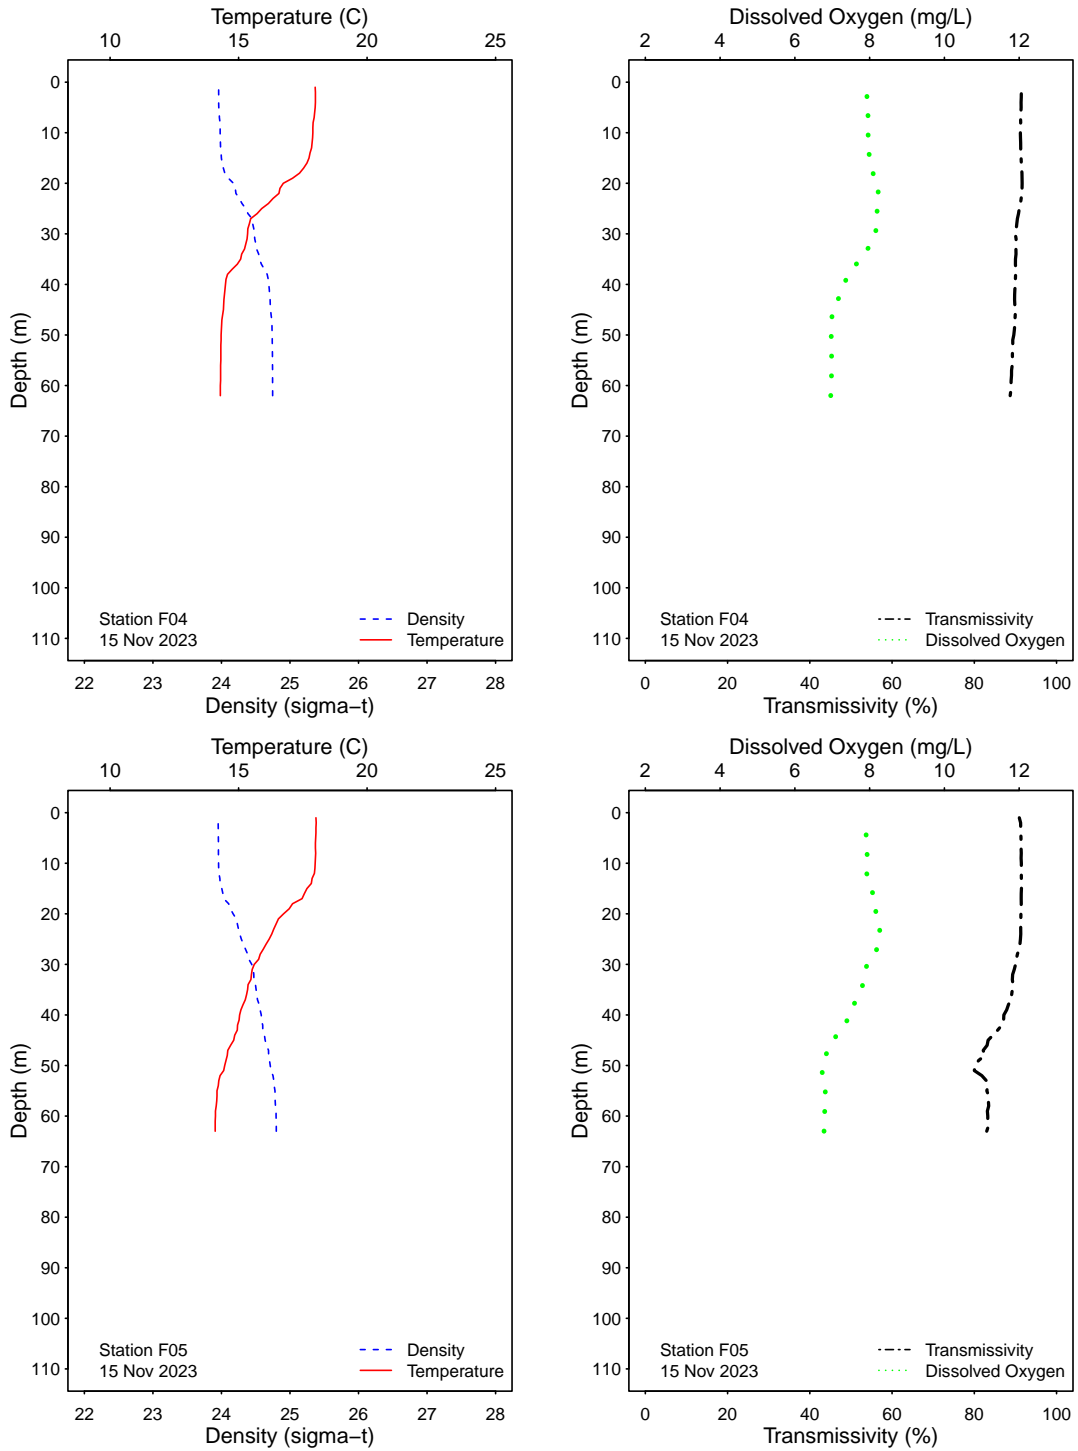 Temperature (C)
10 15 20 25
0
10
20
30
40
50
60
70
80
90
100
110
Depth (m)
Station F04
15 Nov 2023
Density
Temperature
22 23 24 25 26 27 28
Density (sigma−t)
Dissolved Oxygen (mg/L)
2 4 6 8 10 12
0
10
20
30
40
50
60
70
80
90
100
110
Depth (m)
Station F04
15 Nov 2023
Transmissivity
Dissolved Oxygen
0 20 40 60 80 100
Transmissivity (%)
Temperature (C)
10 15 20 25
0
10
20
30
40
50
60
70
80
90
100
110
Depth (m)
Station F05
15 Nov 2023
Density
Temperature
22 23 24 25 26 27 28
Density (sigma−t)
Dissolved Oxygen (mg/L)
2 4 6 8 10 12
0
10
20
30
40
50
60
70
80
90
100
110
Depth (m)
Station F05
15 Nov 2023
Transmissivity
Dissolved Oxygen
0 20 40 60 80 100
Transmissivity (%)